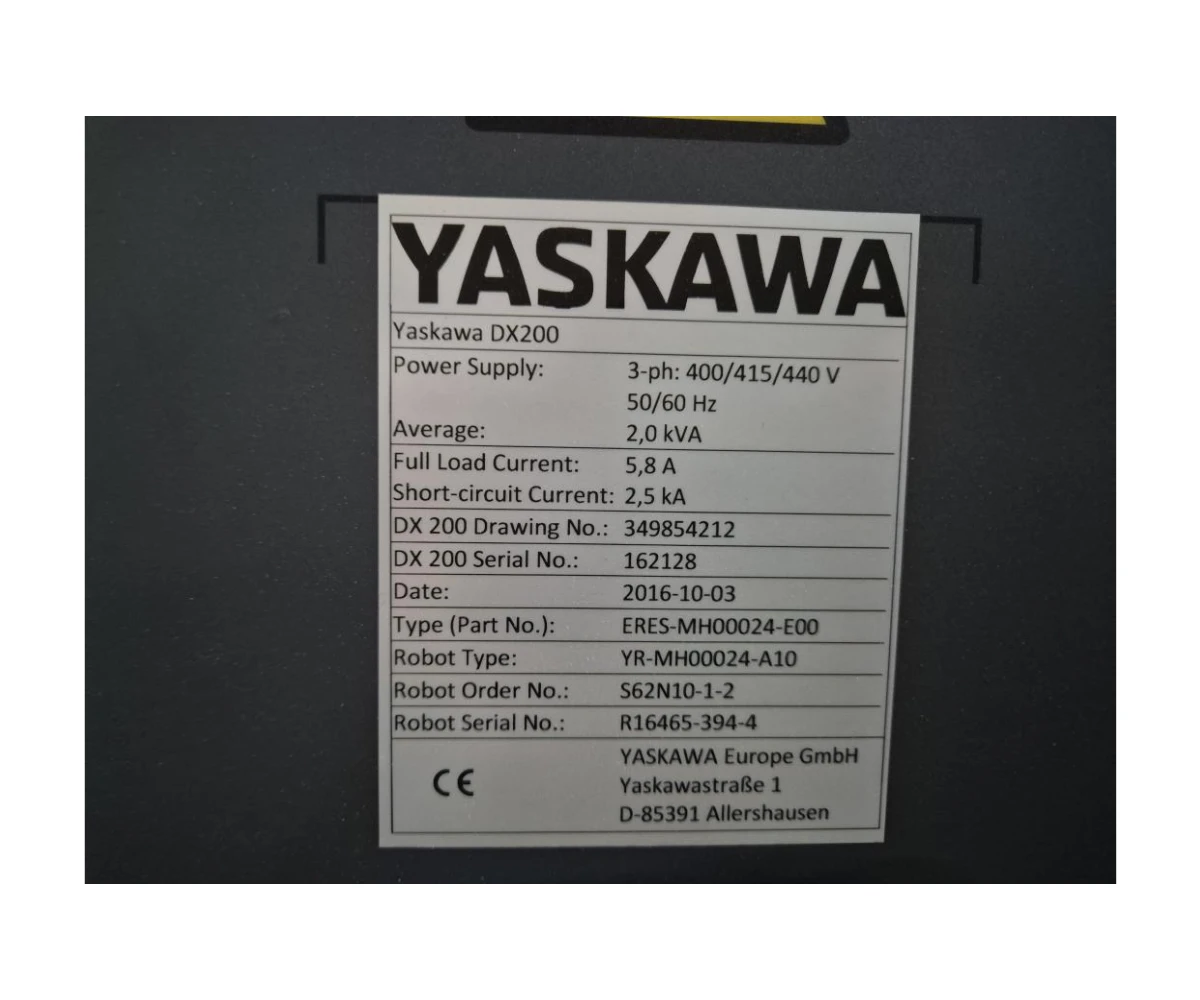 YASKAWA
Yaskawa DX200
Power Supply: 3-ph: 400/415/440 V
50/60 Hz
Average: 2,0 kVA
Full Load Current: 5,8 A
Short-circuit Current: 2,5 kA
DX 200 Drawing No.: 349854212
DX 200 Serial No.: 162128
Date: 2016-10-03
Type (Part No.): ERES-MH00024-E00
Robot Type: YR-MH00024-A10
Robot Order No.: S62N10-1-2
Robot Serial No.: R16465-394-4
YASKAWA Europe GmbH
CE Yaskawastraße 1
D-85391 Allershausen